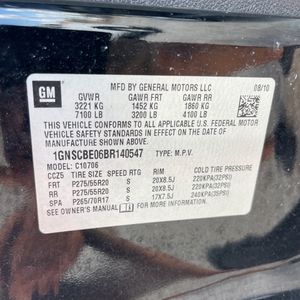 GM
MFD BY GENERAL MOTORS LLC 08/10
GVWR GAWR FRT GAWR RR
3221 KG 1452 KG 1860 KG
7100 LB 3200 LB 4100 LB
THIS VEHICLE CONFORMS TO ALL APPLICABLE U.S. FEDERAL MOTOR
VEHICLE SAFETY STANDARDS IN EFFECT ON THE DATE OF
MANUFACTURE SHOWN ABOVE.
1GNSCBE06BR140547 TYPE: M.P.V.
MODEL: C10706
CCZ5 TIRE SIZE SPEED RTG RIM COLD TIRE PRESSURE
FRT P275/55R20 S 20X8.5J 220KPA(32PSI)
RR P275/55R20 S 20X8.5J 220KPA(32PSI)
SPA P265/70R17 S 17X7.5J 240KPA(35PSI)
SEE OWNER'S MANUAL FOR